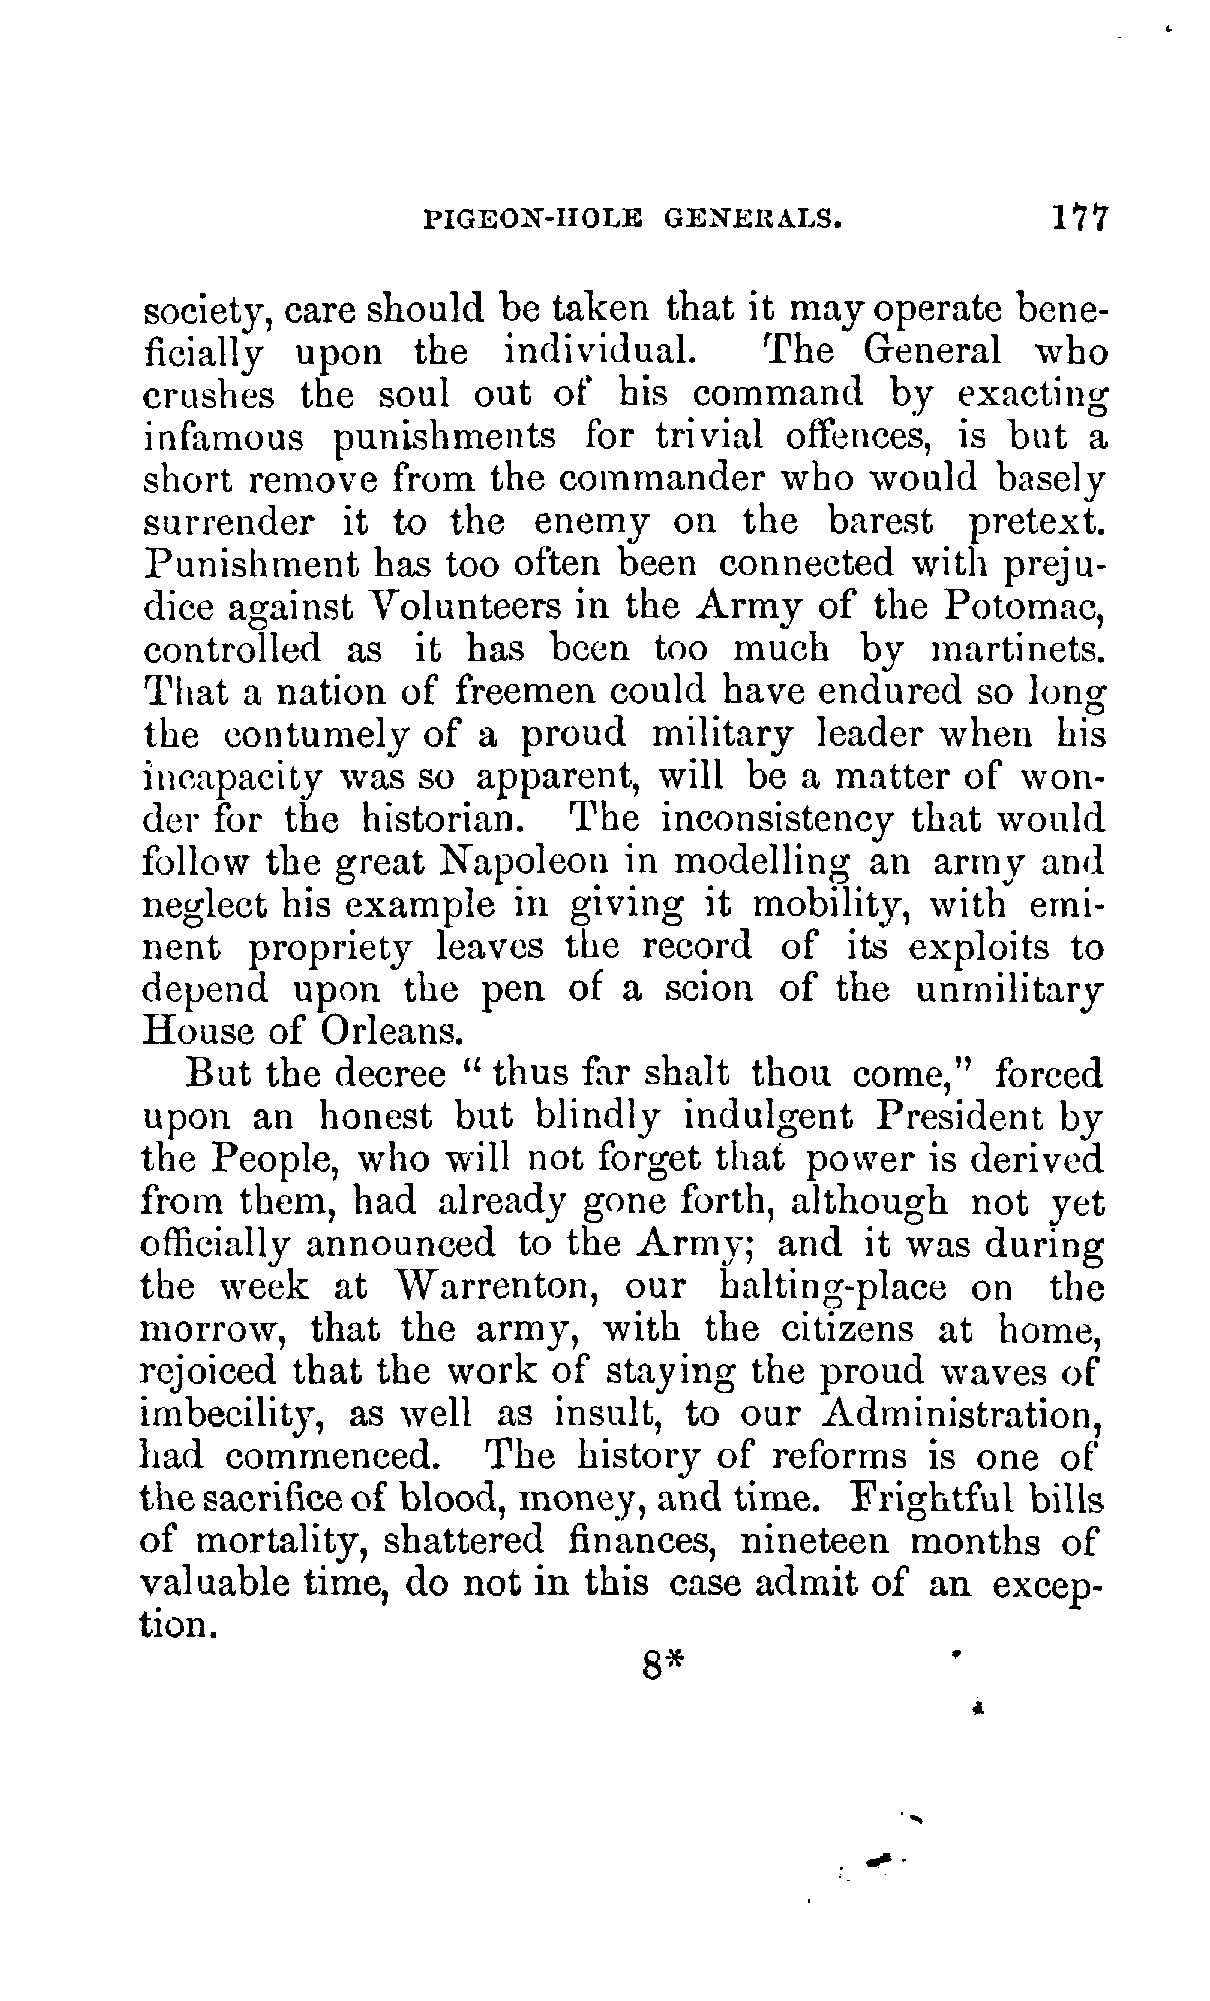 PIGEON-HOLE GENERALS. 177
society, care should be taken that it may operate bene-
ficially upon the individual. The General who
crushes the soul out of his command by exacting
infamous punishments for trivial offences, is but a
short remove from the commander who would basely
surrender it to the enemy on the barest pretext.
Punishment has too often been connected with preju-
dice against Volunteers in the Army of the Potomac,
controlled as it has been too much by martinets.
That a nation of freemen could have endured so long
the contumely of a proud military leader when his
incapacity was so apparent, will be a matter of won-
der for the historian. The inconsistency that would
follow the great Napoleon in modelling an army and
neglect his example in giving it mobility, with emi-
nent propriety leaves the record of its exploits to
depend upon the pen of a scion of the unmilitary
House of Orleans.
But the decree "thus far shalt thou come," forced
upon an honest but blindly indulgent President by
the People, who will not forget that power is derived
from them, had already gone forth, although not yet
officially announced to the Army; and it was during
the week at Warrenton, our halting-place on the
morrow, that the army, with the citizens at home,
rejoiced that the work of staying the proud waves of
imbecility, as well as insult, to our Administration,
had commenced. The history of reforms is one of
the sacrifice of blood, money, and time. Frightful bills
of mortality, shattered finances, nineteen months of
valuable time, do not in this case admit of an excep-
tion.
8*